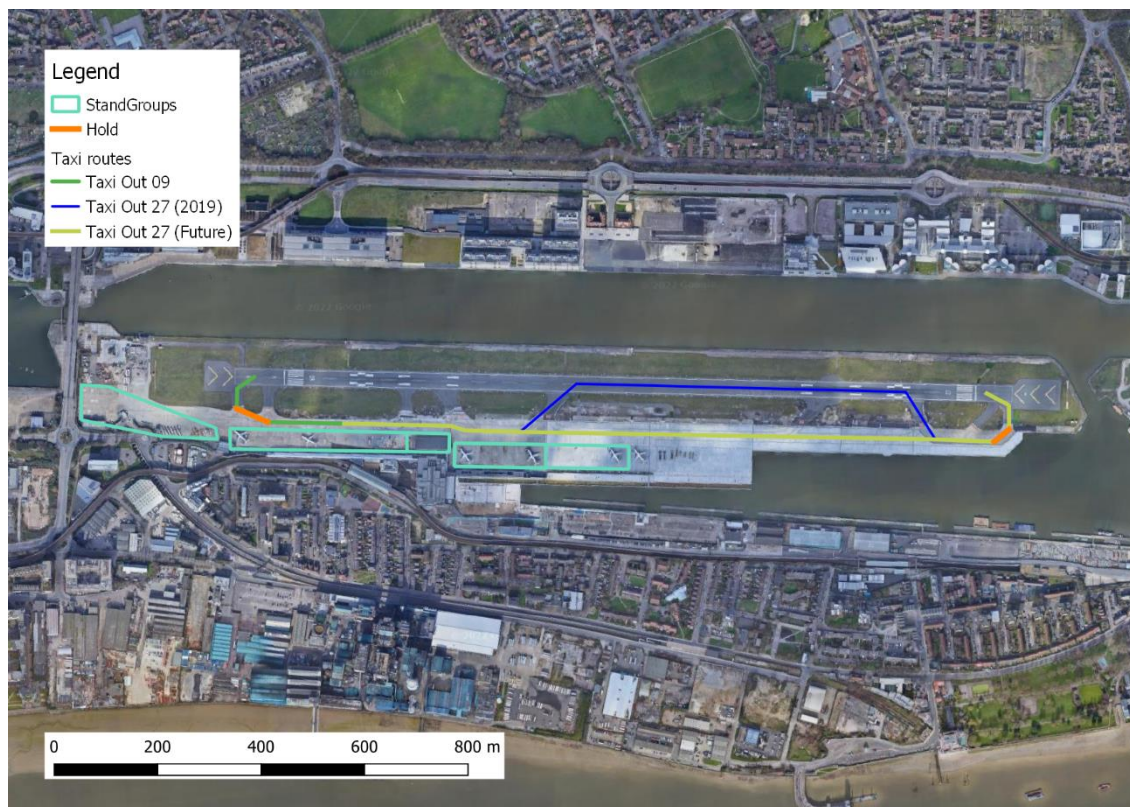 Legend
StandGroups
Hold
Taxi routes
Taxi Out 09
Taxi Out 27 (2019)
Taxi Out 27 (Future)
0 200 400 600 800 m